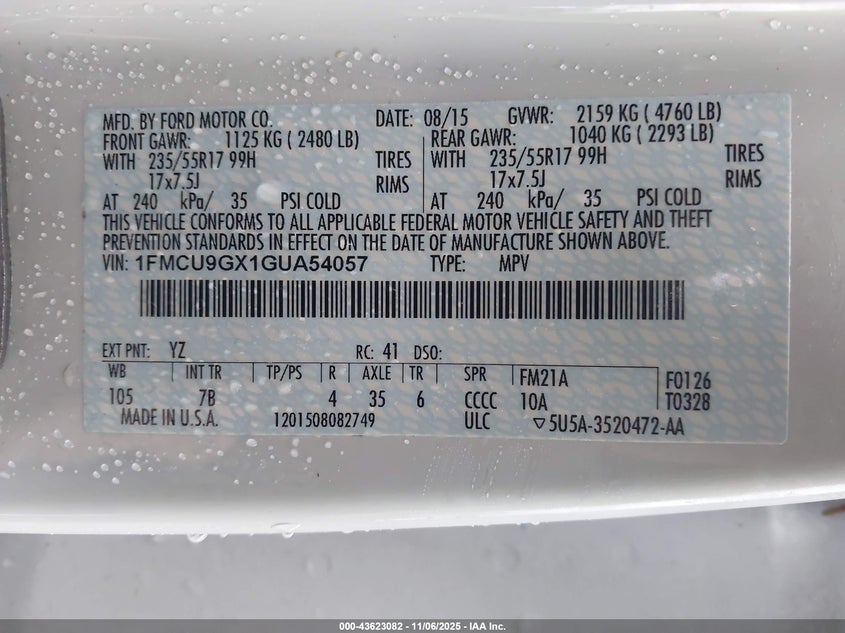 MFD. BY FORD MOTOR CO. DATE: 08/15 GVWR: 2159 KG ( 4760 LB)
FRONT GAWR: 1125 KG ( 2480 LB) REAR GAWR: 1040 KG ( 2293 LB)
WITH 235/55R17 99H TIRES WITH 235/55R17 99H TIRES
17x7.5J RIMS 17x7.5J RIMS
AT 240 kPa/ 35 PSI COLD AT 240 kPa/ 35 PSI COLD
THIS VEHICLE CONFORMS TO ALL APPLICABLE FEDERAL MOTOR VEHICLE SAFETY AND THEFT
PREVENTION STANDARDS IN EFFECT ON THE DATE OF MANUFACTURE SHOWN ABOVE.
VIN: 1FMCU9GX1GUA54057 TYPE: MPV
EXT PNT: YZ RC: 41 DSO:
WB INT TR TP/PS R AXLE TR SPR FM21A F0126
105 7B 4 35 6 CCCC 10A T0328
MADE IN U.S.A. 1201508082749 ULC ▽5U5A-3520472-AA
000-43623082 - 11/06/2025 - IAA Inc.